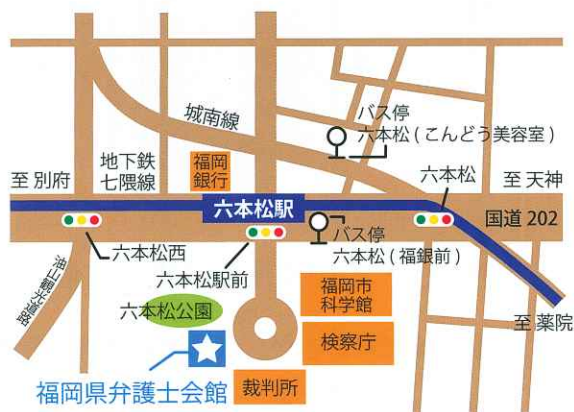 城南線
バス停
六本松(こんどう美容室)
地下鉄
七隈線
福岡
銀行
六本松
至 別府
至 天神
六本松駅
国道 202
バス停
六本松(福銀前)
六本松西
六本松駅前
油山観光道路
六本松公園
福岡市
科学館
至 薬院
検察庁
福岡県弁護士会館
裁判所